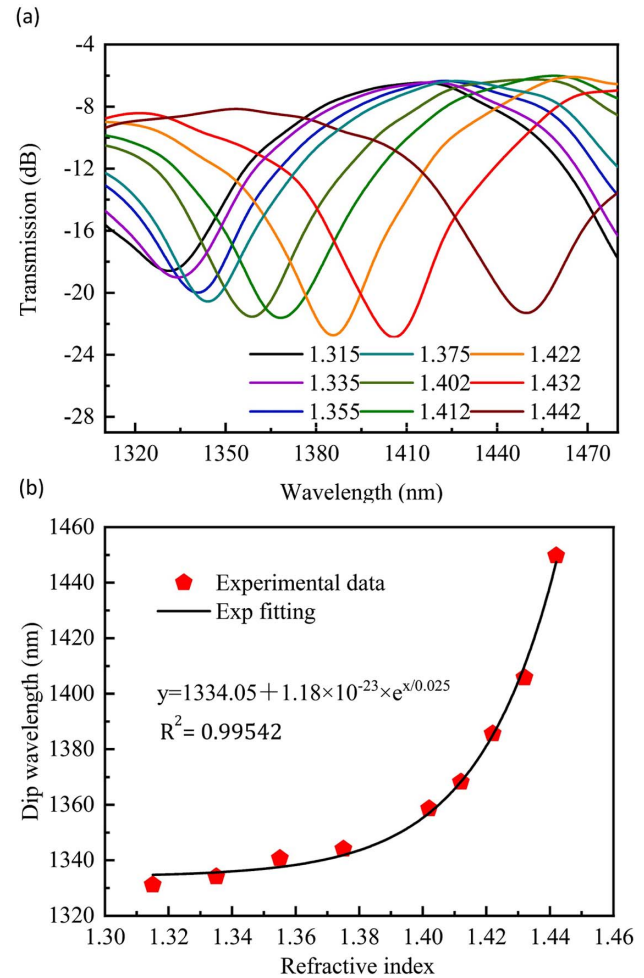 (a)
-4
-8
-12
-16
-20
-24
-28
Transmission (dB)
1.315 1.375 1.422
1.335 1.402 1.432
1.355 1.412 1.442
1320 1350 1380 1410 1440 1470
Wavelength (nm)
(b)
1460
1440
1420
1400
1380
1360
1340
1320
Dip wavelength (nm)
Experimental data
Exp fitting
y=1334.05+1.18×10^-23×e^x/0.025
R^2=0.99542
1.30 1.32 1.34 1.36 1.38 1.40 1.42 1.44 1.46
Refractive index